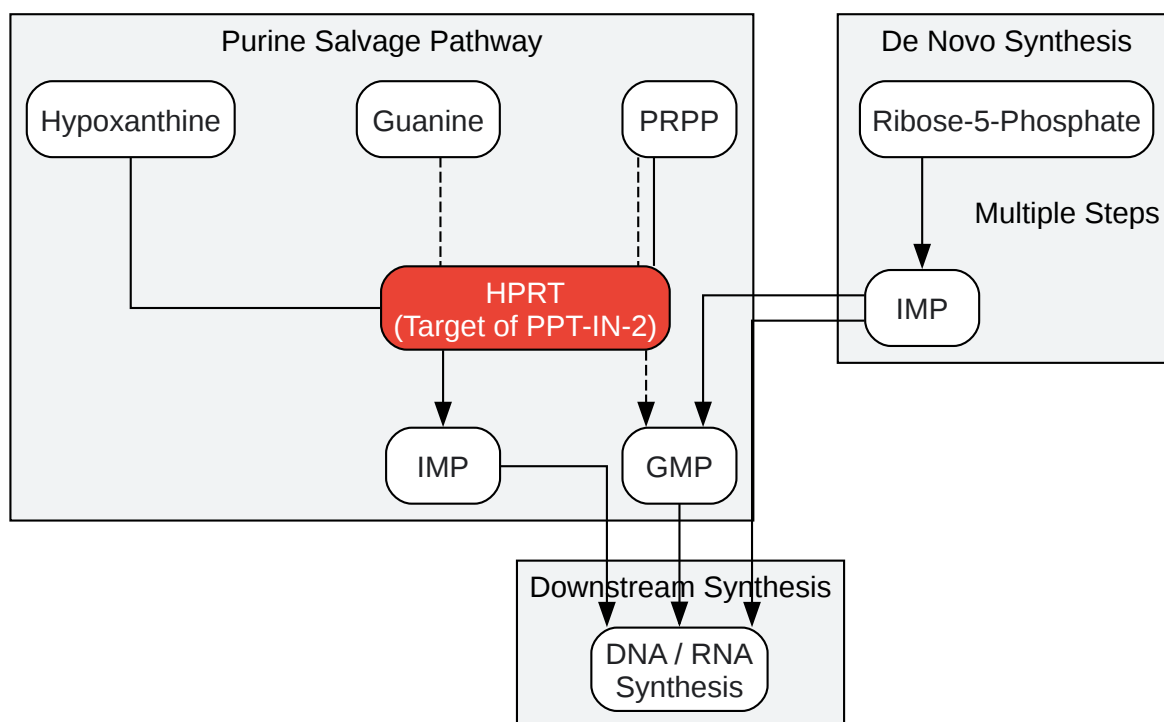 Purine Salvage Pathway
De Novo Synthesis
Hypoxanthine
Guanine
PRPP
Ribose-5-Phosphate
Multiple Steps
HPRT
(Target of PPT-IN-2)
IMP
IMP
GMP
Downstream Synthesis
DNA / RNA
Synthesis